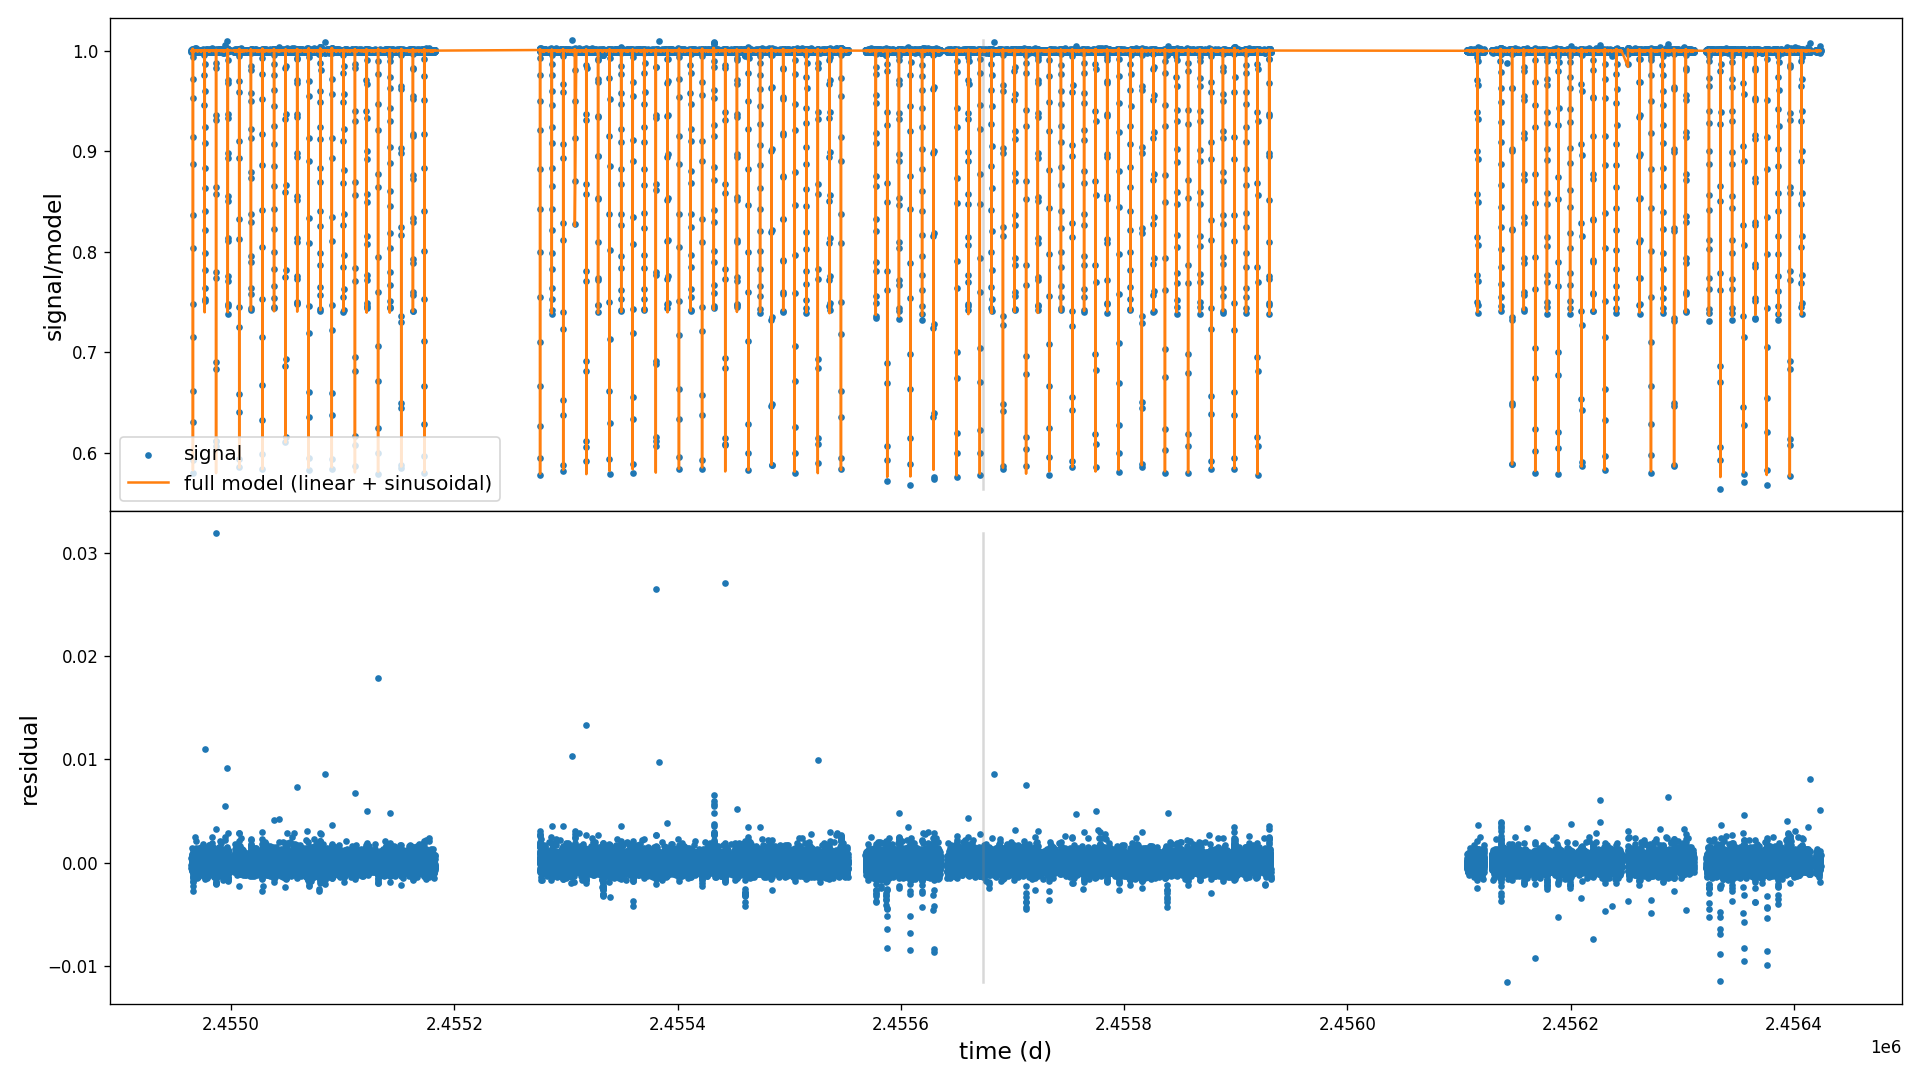 signal/model
1.0
0.9
0.8
0.7
0.6
signal
full model (linear + sinusoidal)
residual
0.03
0.02
0.01
0.00
−0.01
2.4550 2.4552 2.4554 2.4556 2.4558 2.4560 2.4562 2.4564
1e6
time (d)